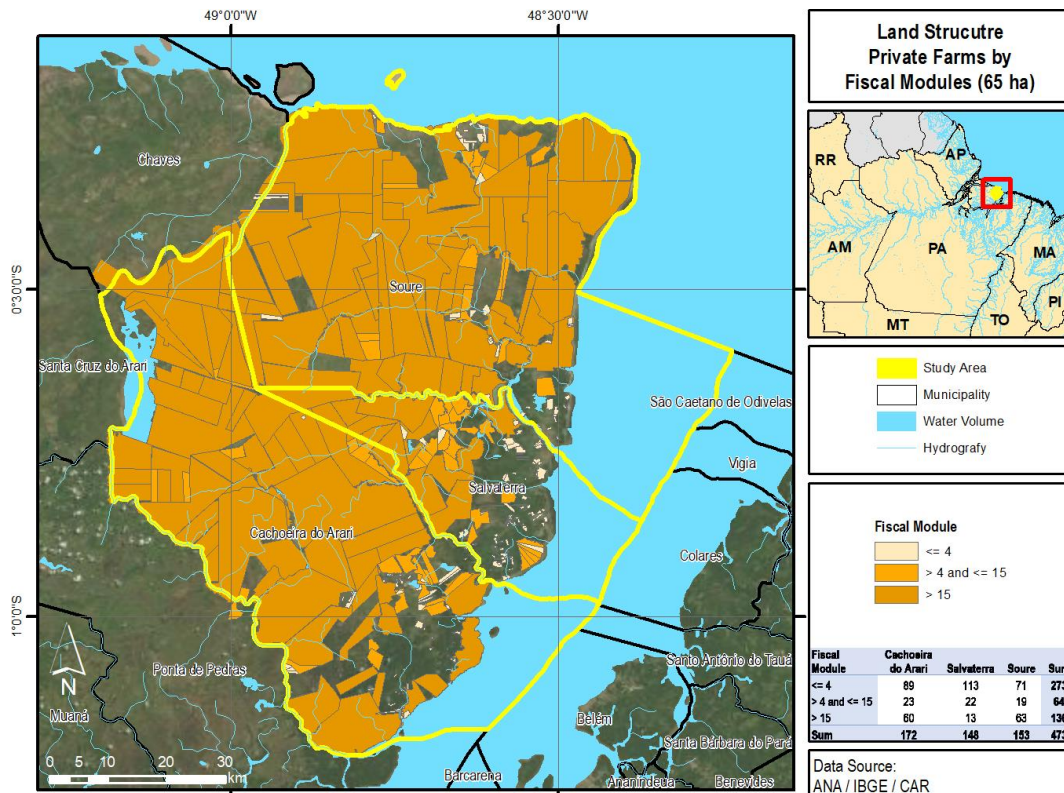 49°0'0"W
48°30'0"W
0°30'0"S
1°0'0"S
Chaves
Soure
Santa Cruz do Arari
São Caetano de Odivelas
Vigia
Salvaterra
Cachoeira do Arari
Colares
Ponta de Pedras
Santo Antônio do Tauá
Muaná
Belém
Santa Bárbara do Pará
Barcarena
Ananindeua
Benevides
N
0 5 10 20 30
km
Land Strucutre
Private Farms by
Fiscal Modules (65 ha)
RR
AP
AM
PA
MA
PI
MT
TO
Study Area
Municipality
Water Volume
Hydrografy
Fiscal Module
<= 4
> 4 and <= 15
> 15
Fiscal Module Cachoeira do Arari Salvaterra Soure
<= 4 89 113 71 273
> 4 and <= 15 23 22 19 64
> 15 60 13 63 136
Sum 172 148 153 473
Data Source:
ANA / IBGE / CAR